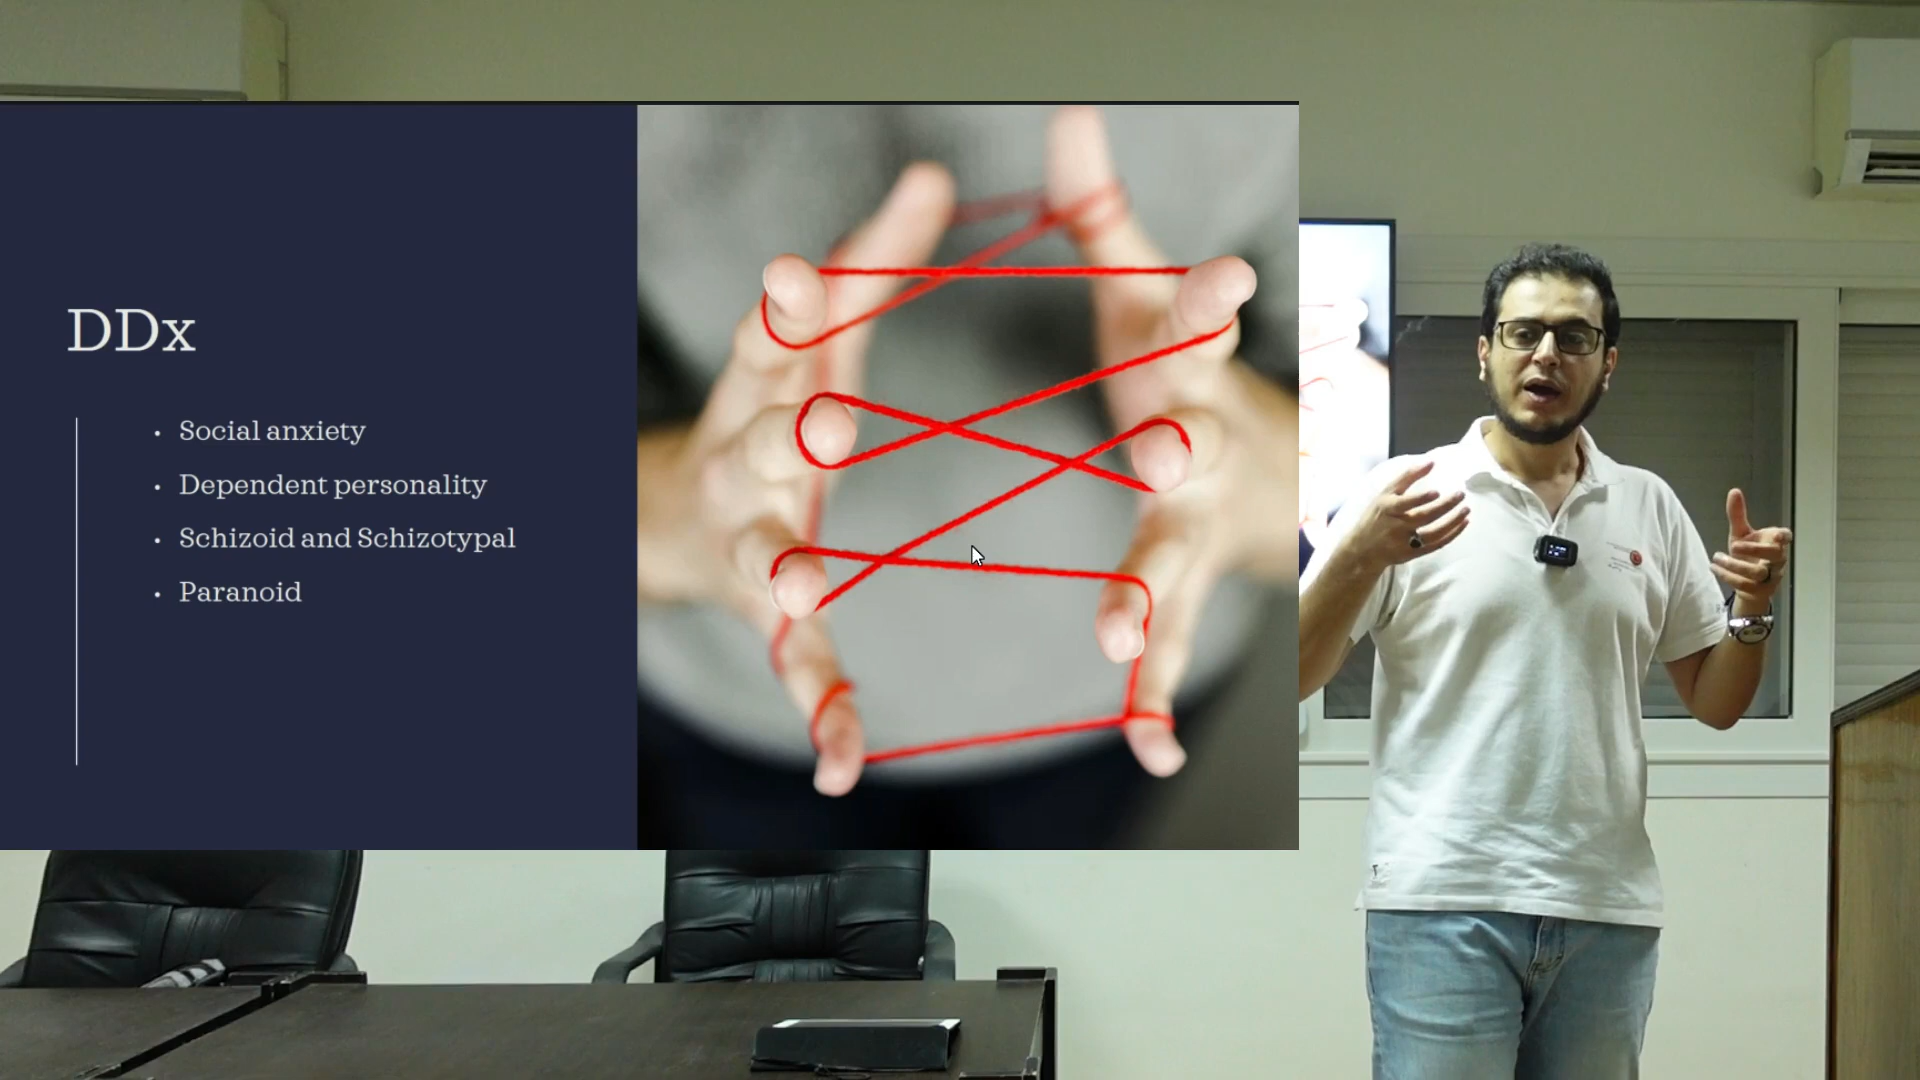 DDx
• Social anxiety
• Dependent personality
• Schizoid and Schizotypal
• Paranoid